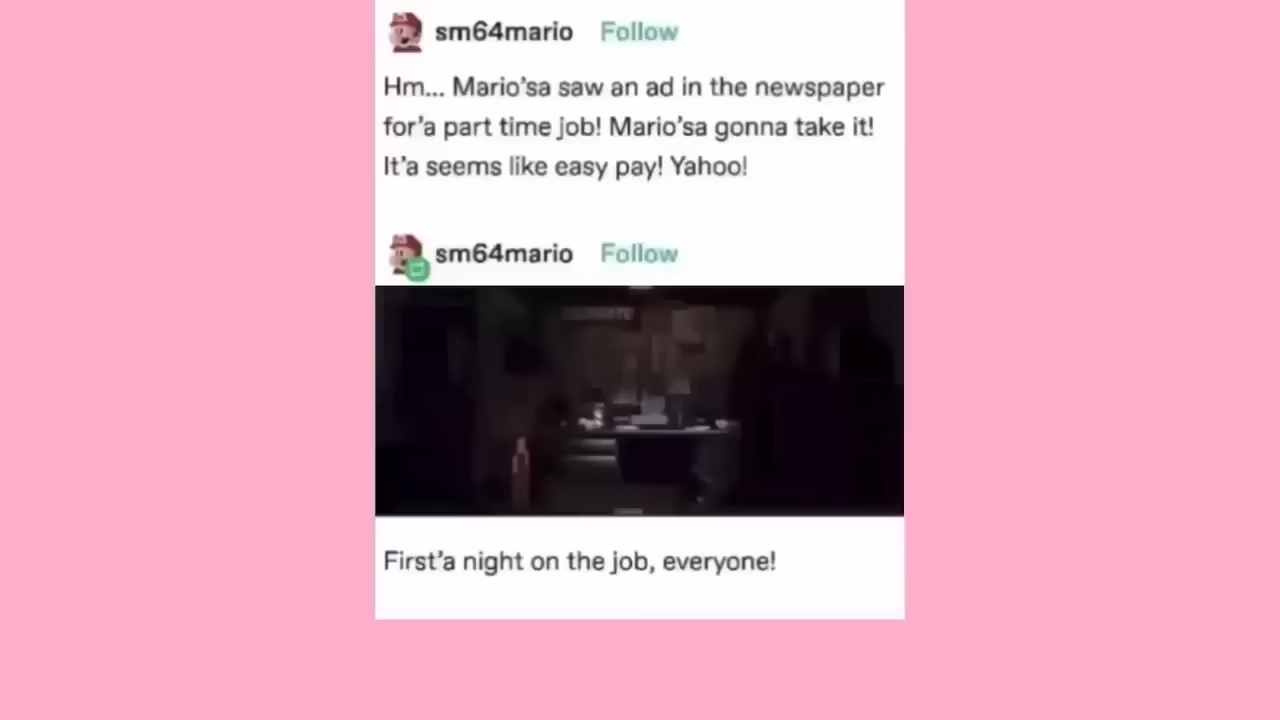 sm64mario Follow
Hm... Mario'sa saw an ad in the newspaper
for'a part time job! Mario'sa gonna take it!
It'a seems like easy pay! Yahoo!
sm64mario Follow
First'a night on the job, everyone!